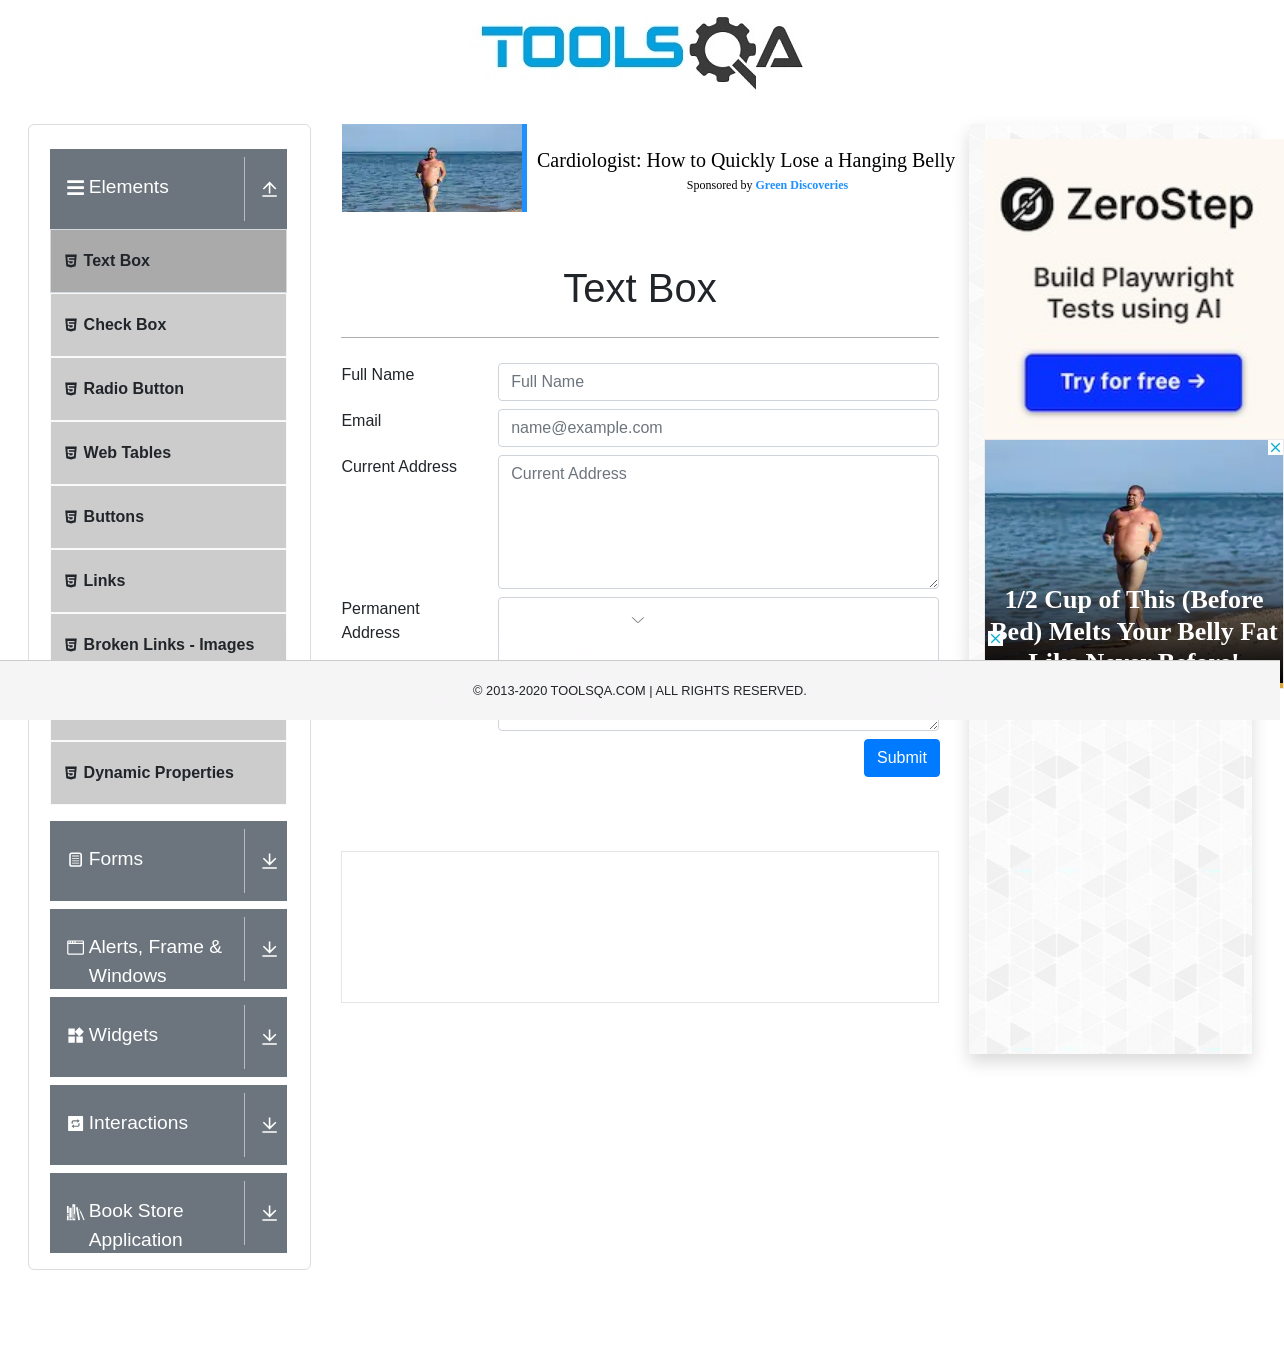 TOOLSQA
Elements
Text Box
Check Box
Radio Button
Web Tables
Buttons
Links
Broken Links - Images
Dynamic Properties
Forms
Alerts, Frame &
Windows
Widgets
Interactions
Book Store
Application
Cardiologist: How to Quickly Lose a Hanging Belly
Sponsored by Green Discoveries
Text Box
Full Name
Full Name
Email
name@example.com
Current Address
Current Address
Permanent
Address
Submit
ZeroStep
Build Playwright
Tests using AI
Try for free →
1/2 Cup of This (Before
Bed) Melts Your Belly Fat
Like Never Before!
© 2013-2020 TOOLSQA.COM | ALL RIGHTS RESERVED.